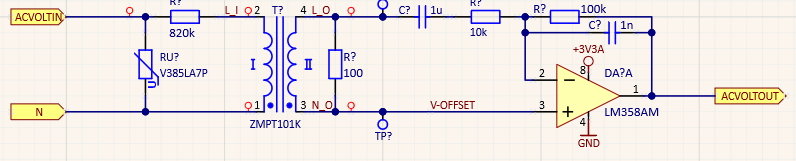 ACVOLTIN
R?
820k
L_I
2
T?
4
L_O
C?
1u
R?
10k
R?
100k
C?
1n
RU?
V385LA7P
U
I
II
R?
100
+3V3A
2
8
DA?A
1
ACVOLTOUT
N
1
3
N_O
ZMPT101K
V-OFFSET
3
LM358AM
4
TP?
GND